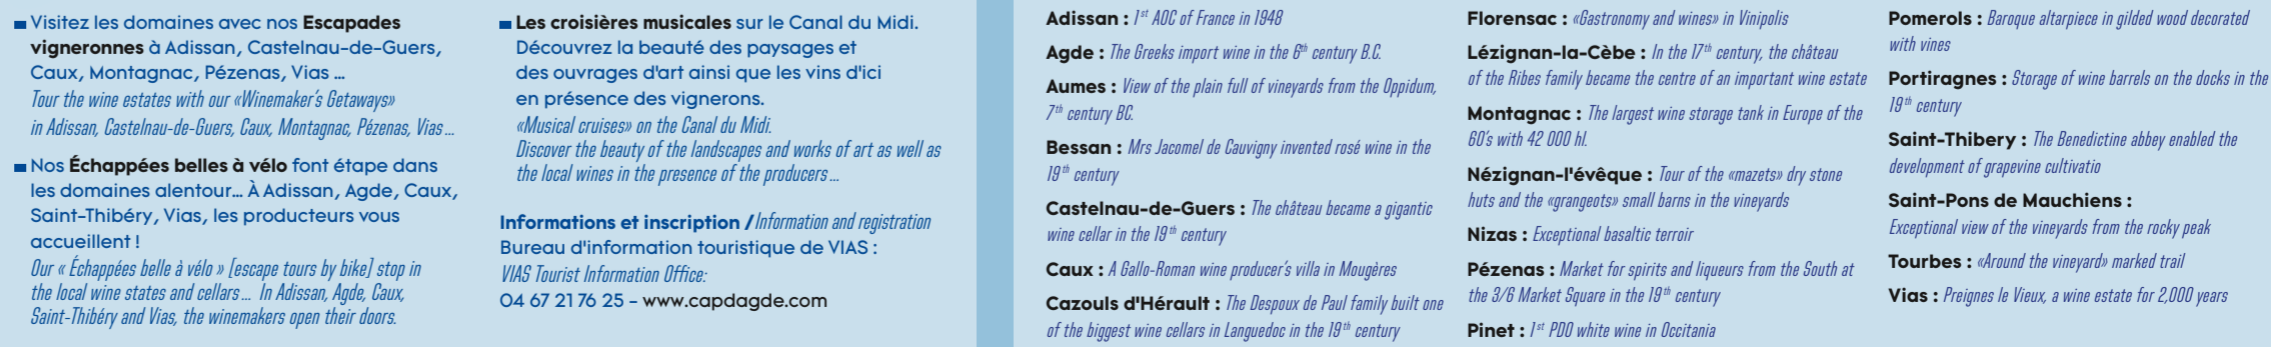 Visitez les domaines avec nos Escapades
vigneronnes à Adissan, Castelnau-de-Guers,
Caux, Montagnac, Pézenas, Vias ...
Tour the wine estates with our «Winemaker's Getaways»
in Adissan, Castelnau-de-Guers, Caux, Montagnac, Pézenas, Vias ...
Nos Échappées belles à vélo font étape dans
les domaines alentour... À Adissan, Agde, Caux,
Saint-Thibéry, Vias, les producteurs vous
accueillent !
Our « Échappées belle à vélo » [escape tours by bike] stop in
the local wine states and cellars ... In Adissan, Agde, Caux,
Saint-Thibéry and Vias, the winemakers open their doors.
Les croisières musicales sur le Canal du Midi.
Découvrez la beauté des paysages et
des ouvrages d'art ainsi que les vins d'ici
en présence des vignerons.
«Musical cruises» on the Canal du Midi.
Discover the beauty of the landscapes and works of art as well as
the local wines in the presence of the producers ...
Informations et inscription / Information and registration
Bureau d'information touristique de VIAS :
VIAS Tourist Information Office:
04 67 21 76 25 - www.capdagde.com
Adissan : 1st AOC of France in 1948
Agde : The Greeks import wine in the 6th century B.C.
Aumes : View of the plain full of vineyards from the Oppidum,
7th century BC.
Bessan : Mrs Jacomel de Cauvigny invented rosé wine in the
19th century
Castelnau-de-Guers : The château became a gigantic
wine cellar in the 19th century
Caux : A Gallo-Roman wine producer's villa in Mougères
Cazouls d'Hérault : The Despoux de Paul family built one
of the biggest wine cellars in Languedoc in the 19th century
Florensac : «Gastronomy and wines» in Vinipolis
Lézignan-la-Cèbe : In the 17th century, the château
of the Ribes family became the centre of an important wine estate
Montagnac : The largest wine storage tank in Europe of the
60's with 42 000 hl.
Nézignan-l'évêque : Tour of the «mazets» dry stone
huts and the «grangeots» small barns in the vineyards
Nizas : Exceptional basaltic terroir
Pézenas : Market for spirits and liqueurs from the South at
the 3/6 Market Square in the 19th century
Pinet : 1st PDO white wine in Occitania
Pomerols : Baroque altarpiece in gilded wood decorated
with vines
Portiragnes : Storage of wine barrels on the docks in the
19th century
Saint-Thibery : The Benedictine abbey enabled the
development of grapevine cultivatio
Saint-Pons de Mauchiens :
Exceptional view of the vineyards from the rocky peak
Tourbes : «Around the vineyard» marked trail
Vias : Preignes le Vieux, a wine estate for 2,000 years